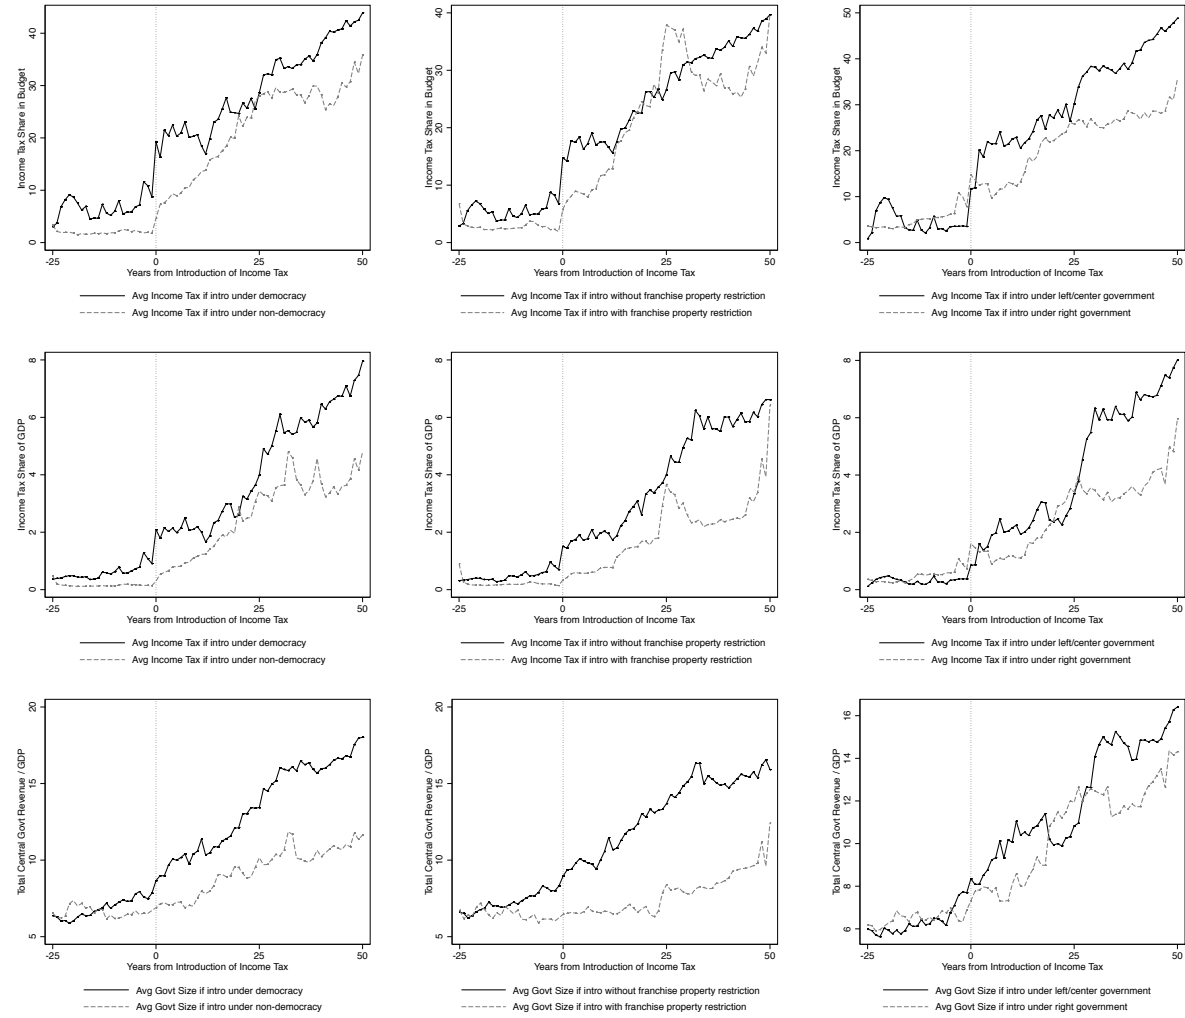 Income Tax Share in Budget
0 10 20 30 40
-25 0 25 50
Years from Introduction of Income Tax
Avg Income Tax if intro under democracy
Avg Income Tax if intro under non-democracy
Income Tax Share in Budget
0 10 20 30 40
-25 0 25 50
Years from Introduction of Income Tax
Avg Income Tax if intro without franchise property restriction
Avg Income Tax if intro with franchise property restriction
Income Tax Share in Budget
0 10 20 30 40 50
-25 0 25 50
Years from Introduction of Income Tax
Avg Income Tax if intro under left/center government
Avg Income Tax if intro under right government
Income Tax Share of GDP
0 2 4 6 8
-25 0 25 50
Years from Introduction of Income Tax
Avg Income Tax if intro under democracy
Avg Income Tax if intro under non-democracy
Income Tax Share of GDP
0 2 4 6 8
-25 0 25 50
Years from Introduction of Income Tax
Avg Income Tax if intro without franchise property restriction
Avg Income Tax if intro with franchise property restriction
Income Tax Share of GDP
0 2 4 6 8
-25 0 25 50
Years from Introduction of Income Tax
Avg Income Tax if intro under left/center government
Avg Income Tax if intro under right government
Total Central Govt Revenue / GDP
5 10 15 20
-25 0 25 50
Years from Introduction of Income Tax
Avg Govt Size if intro under democracy
Avg Govt Size if intro under non-democracy
Total Central Govt Revenue / GDP
5 10 15 20
-25 0 25 50
Years from Introduction of Income Tax
Avg Govt Size if intro without franchise property restriction
Avg Govt Size if intro with franchise property restriction
Total Central Govt Revenue / GDP
6 8 10 12 14 16
-25 0 25 50
Years from Introduction of Income Tax
Avg Govt Size if intro under left/center government
Avg Govt Size if intro under right government